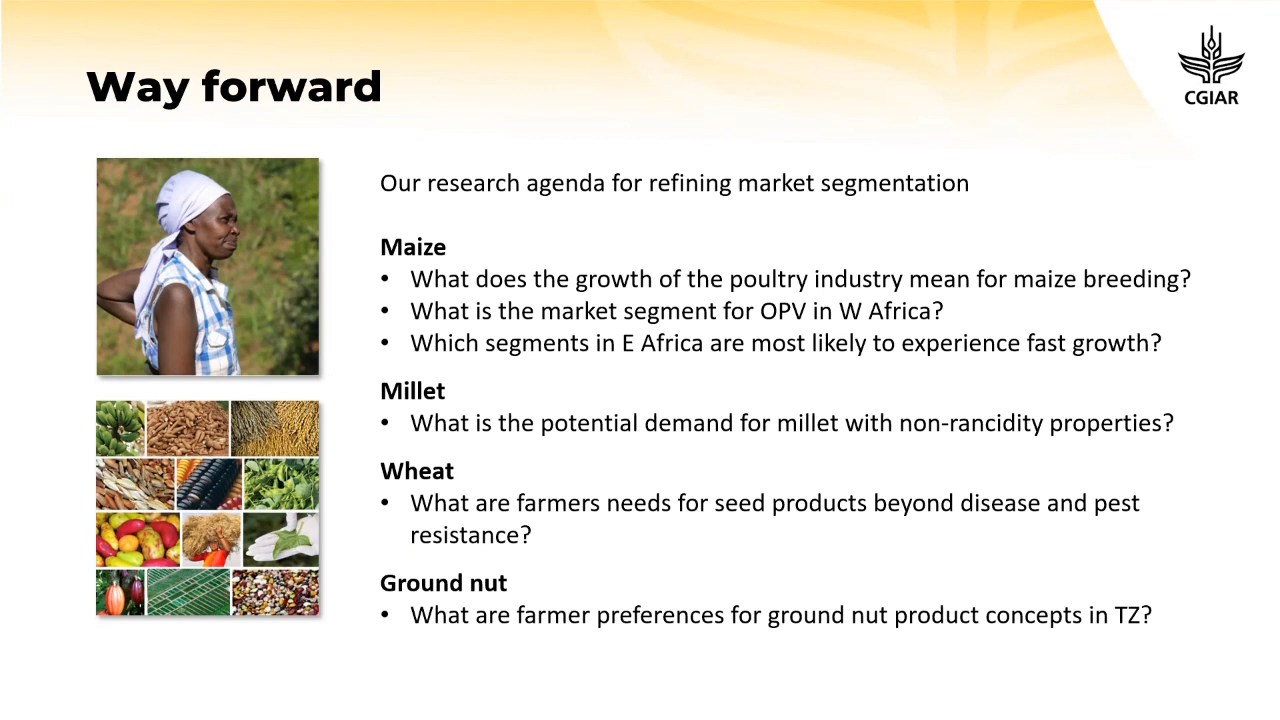 Way forward
CGIAR
Our research agenda for refining market segmentation
Maize
• What does the growth of the poultry industry mean for maize breeding?
• What is the market segment for OPV in W Africa?
• Which segments in E Africa are most likely to experience fast growth?
Millet
• What is the potential demand for millet with non-rancidity properties?
Wheat
• What are farmers needs for seed products beyond disease and pest
resistance?
Ground nut
• What are farmer preferences for ground nut product concepts in TZ?